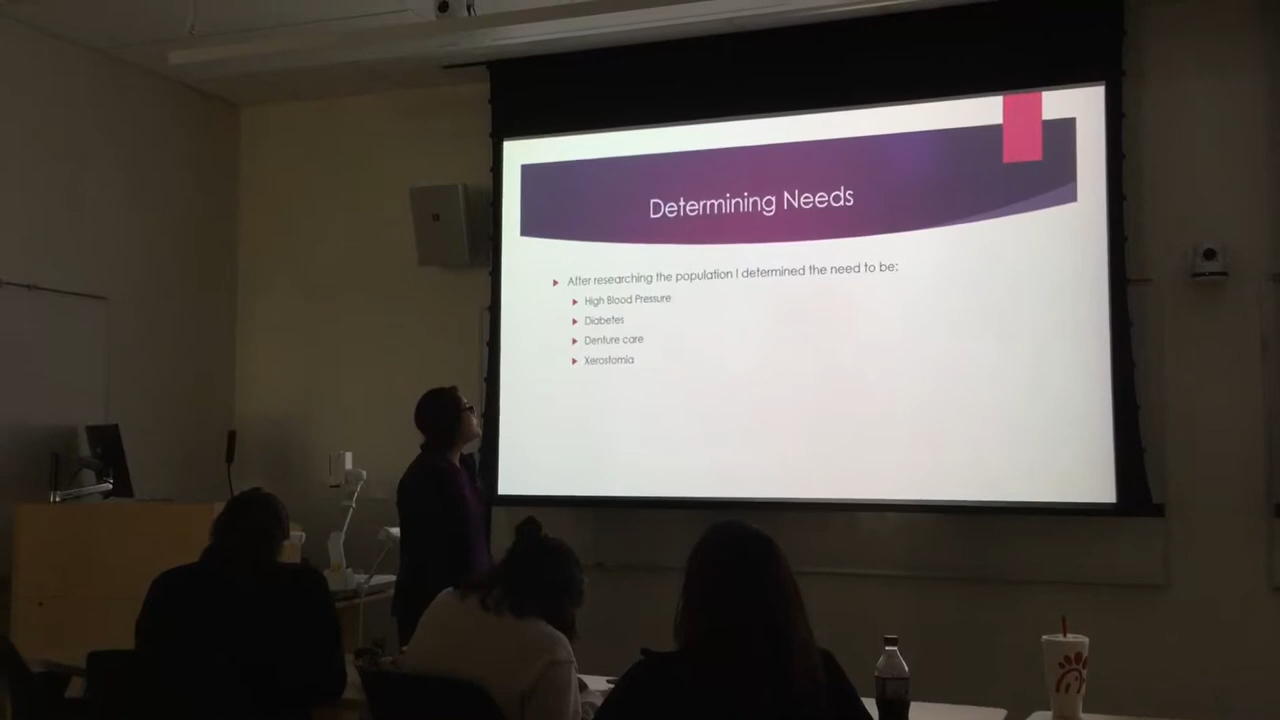 Determining Needs
After researching the population I determined the need to be:
High Blood Pressure
Diabetes
Denture care
Xerostomia